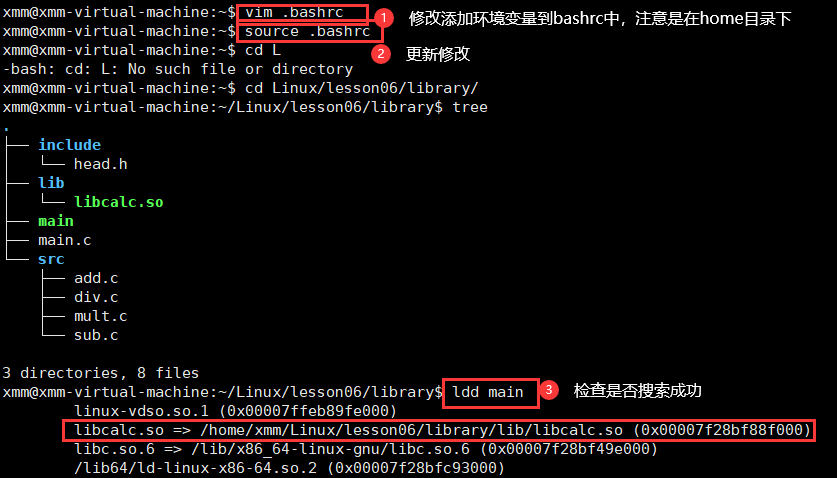 xmm@xmm-virtual-machine:~$ vim .bashrc ① 修改添加环境变量到bashrc中，注意是在home目录下
xmm@xmm-virtual-machine:~$ source .bashrc
xmm@xmm-virtual-machine:~$ cd L ② 更新修改
-bash: cd: L: No such file or directory
xmm@xmm-virtual-machine:~$ cd Linux/lesson06/library/
xmm@xmm-virtual-machine:~/Linux/lesson06/library$ tree
.
├── include
│   └── head.h
├── lib
│   └── libcalc.so
├── main
├── main.c
└── src
    ├── add.c
    ├── div.c
    ├── mult.c
    └── sub.c
3 directories, 8 files
xmm@xmm-virtual-machine:~/Linux/lesson06/library$ ldd main ③ 检查是否搜索成功
linux-vdso.so.1 (0x00007ffeb89fe000)
libcalc.so => /home/xmm/Linux/lesson06/library/lib/libcalc.so (0x00007f28bf88f000)
libc.so.6 => /lib/x86_64-linux-gnu/libc.so.6 (0x00007f28bf49e000)
/lib64/ld-linux-x86-64.so.2 (0x00007f28bfc93000)